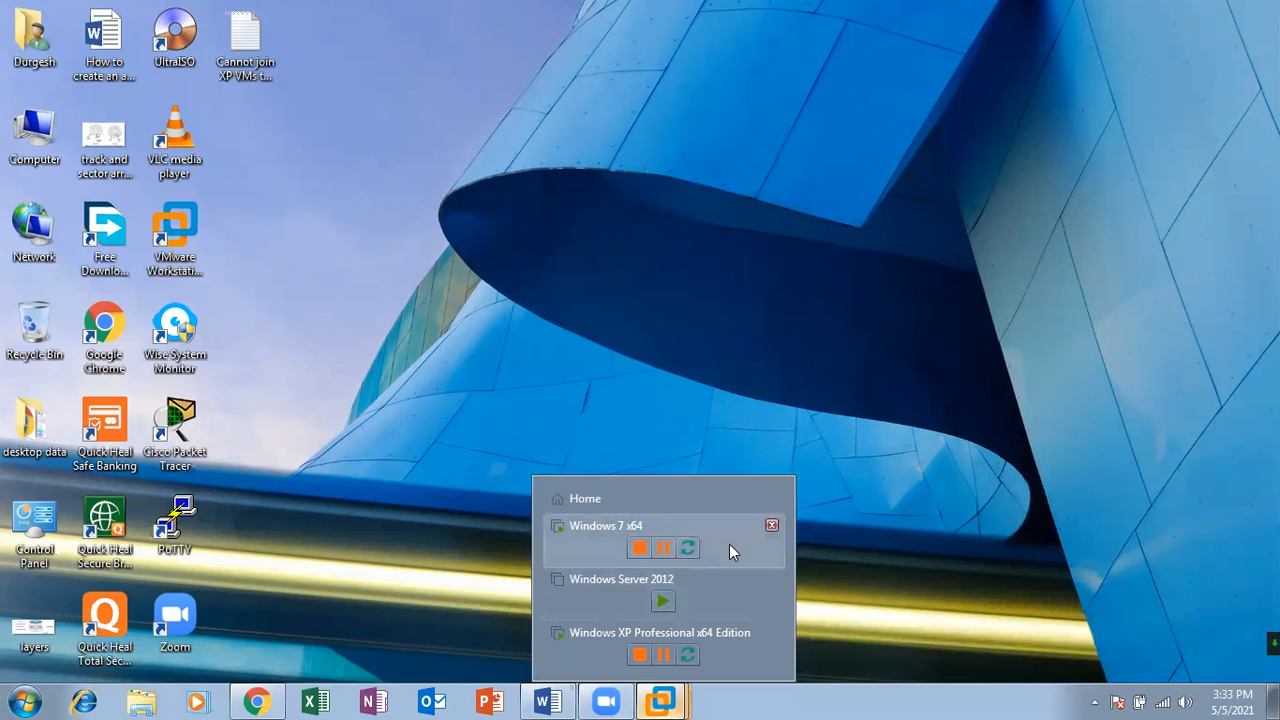 Durgesh
How to
create an a...
UltraISO
Cannot join
XP VMs t...
Computer
track and
sector arr...
VLC media
player
Network
Free
Downlo...
VMware
Workstati...
Recycle Bin
Google
Chrome
Wise System
Monitor
desktop data
Quick Heal
Safe Banking
Cisco Packet
Tracer
Control
Panel
Quick Heal
Secure Br...
PuTTY
layers
Quick Heal
Total Sec...
Zoom
Home
Windows 7 x64
Windows Server 2012
Windows XP Professional x64 Edition
3:33 PM
5/5/2021